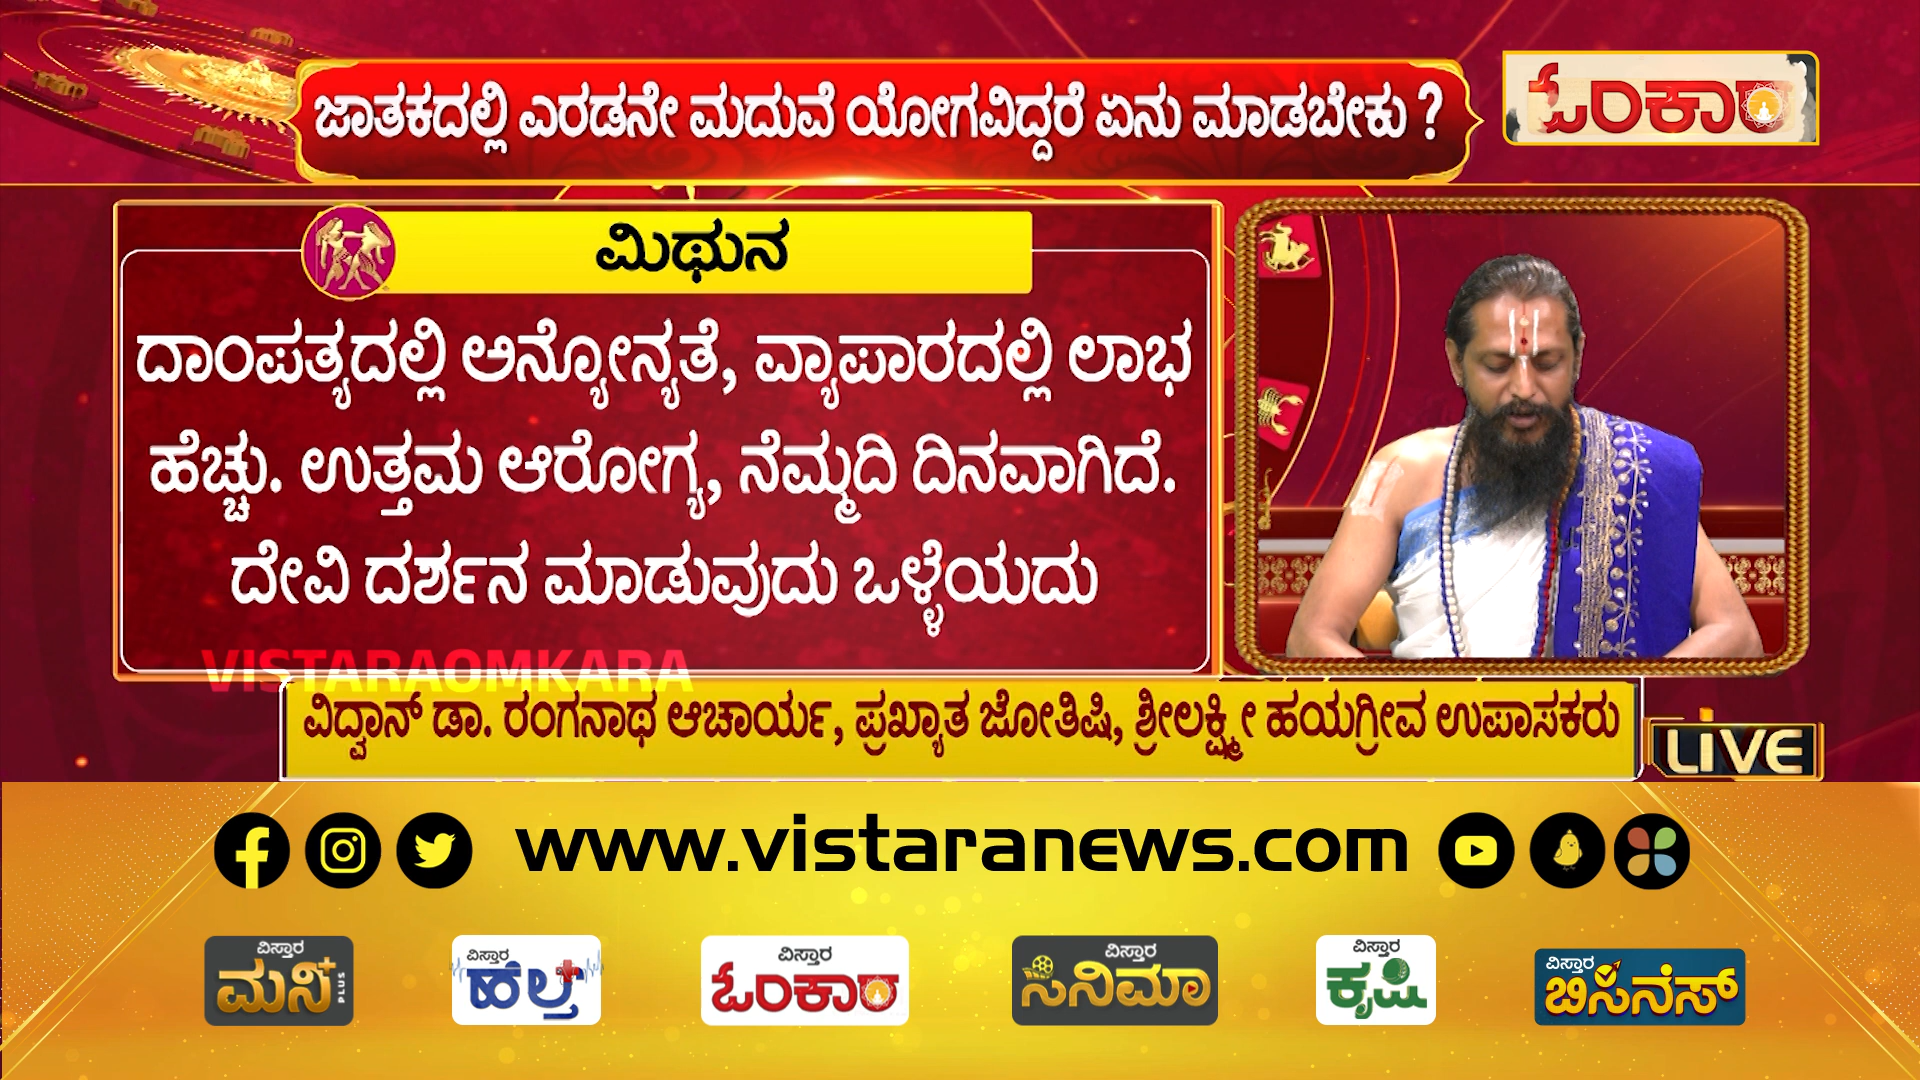 ಜಾತಕದಲ್ಲಿ ಎರಡನೇ ಮದುವೆ ಯೋಗವಿದ್ದರೆ ಏನು ಮಾಡಬೇಕು ?
ಓಂಕಾರ
ಮಿಥುನ
ದಾಂಪತ್ಯದಲ್ಲಿ ಅನ್ಯೋನ್ಯತೆ, ವ್ಯಾಪಾರದಲ್ಲಿ ಲಾಭ
ಹೆಚ್ಚು. ಉತ್ತಮ ಆರೋಗ್ಯ, ನೆಮ್ಮದಿ ದಿನವಾಗಿದೆ.
ದೇವಿ ದರ್ಶನ ಮಾಡುವುದು ಒಳ್ಳೆಯದು
VISTARAOMKARA
ವಿದ್ವಾನ್ ಡಾ. ರಂಗನಾಥ ಆಚಾರ್ಯ, ಪ್ರಖ್ಯಾತ ಜೋತಿಷಿ, ಶ್ರೀಲಕ್ಷ್ಮೀ ಹಯಗ್ರೀವ ಉಪಾಸಕರು
LIVE
www.vistaranews.com
ವಿಸ್ತಾರ
ಮನಿ+ PLUS
ವಿಸ್ತಾರ
ಹೆಲ್ತ್
ವಿಸ್ತಾರ
ಓಂಕಾರ
ವಿಸ್ತಾರ
ಸಿನಿಮಾ
ವಿಸ್ತಾರ
ಕೃಷಿ
ವಿಸ್ತಾರ
ಬಿಸಿನೆಸ್